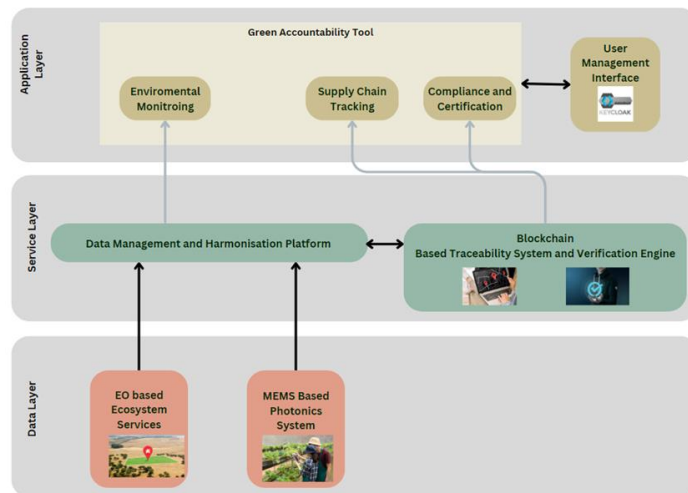 Application
Layer
Green Accountability Tool
Enviromental
Monitroing
Supply Chain
Tracking
Compliance and
Certification
User
Management
Interface
KEYCLOAK
Service Layer
Data Management and Harmonisation Platform
Blockchain
Based Traceability System and Verification Engine
Data Layer
EO based
Ecosystem
Services
MEMS Based
Photonics
System